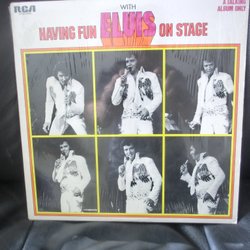 RCA
WITH
HAVING FUN ELVIS ON STAGE
A TALKING
ALBUM ONLY